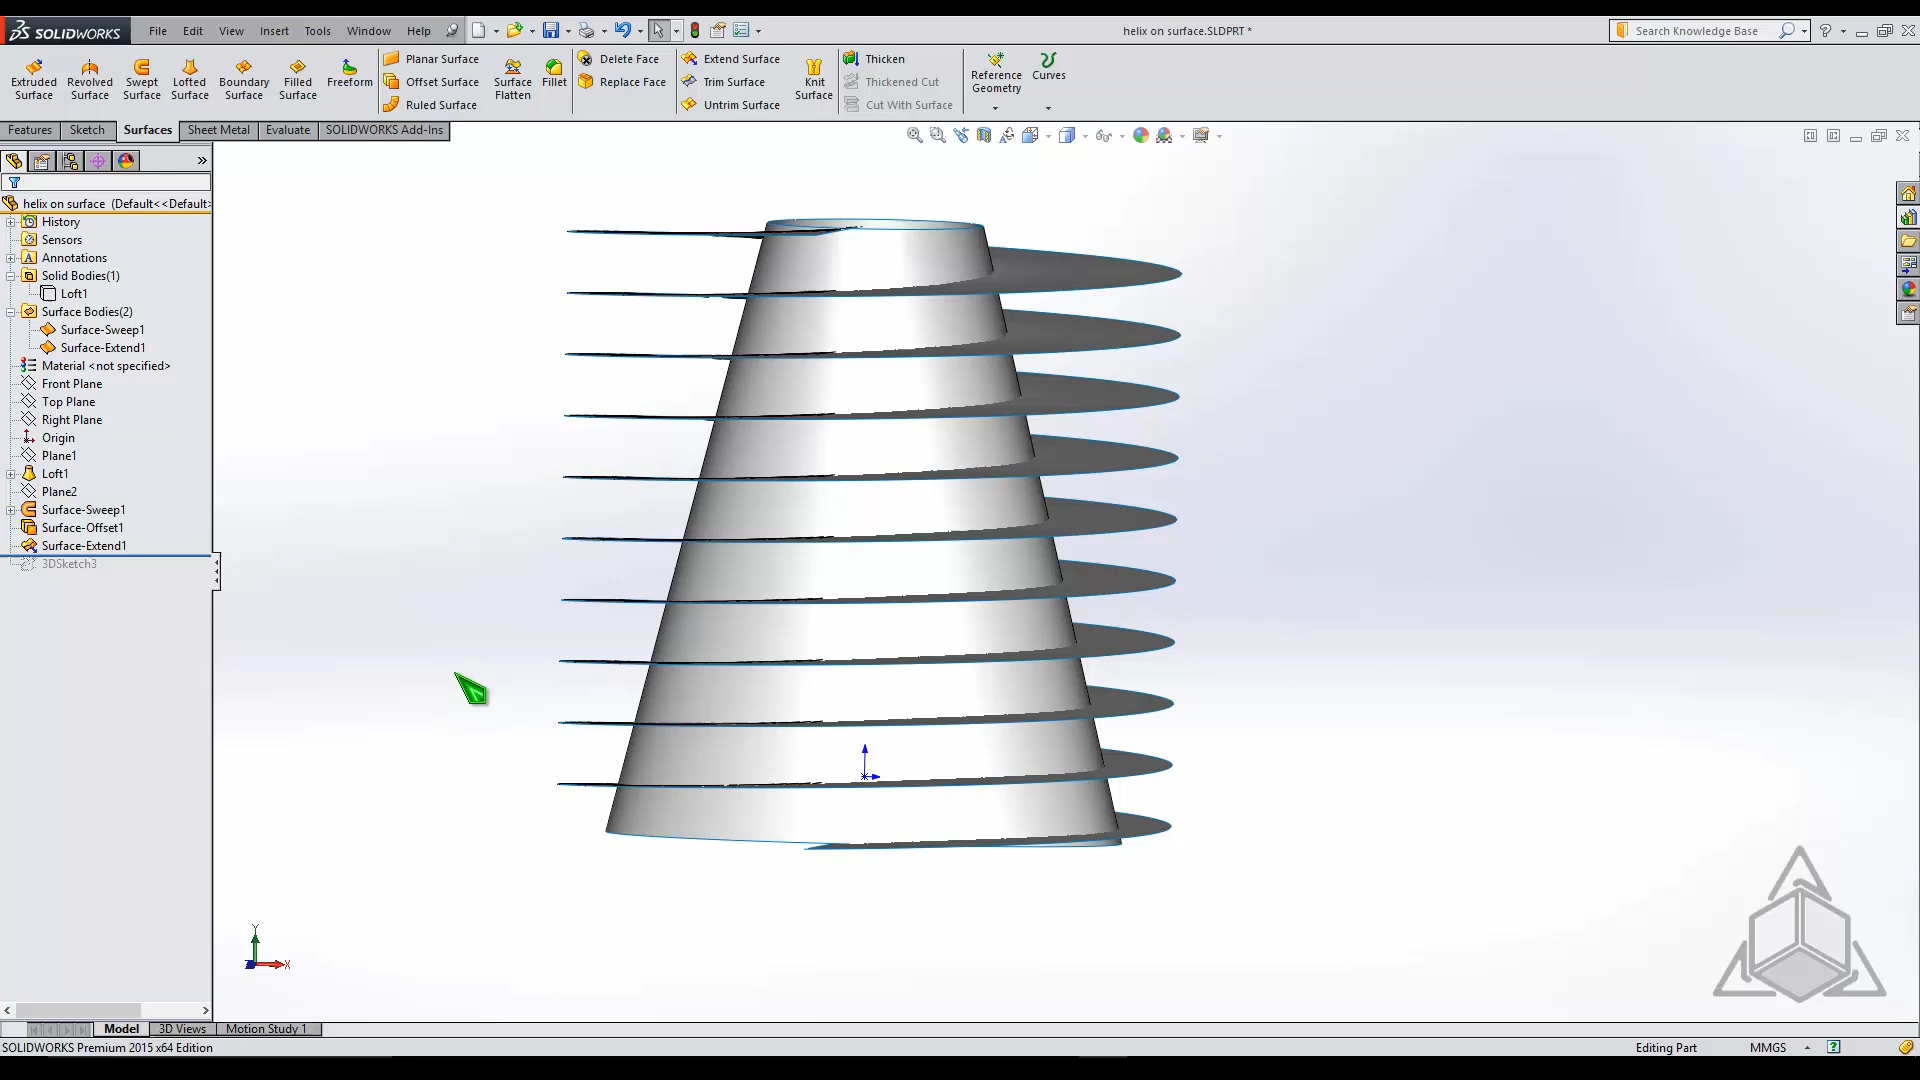 SOLIDWORKS File Edit View Insert Tools Window Help helix on surface.SLDPRT * Search Knowledge Base
Extruded Surface
Revolved Surface
Swept Surface
Lofted Surface
Boundary Surface
Filled Surface
Freeform
Planar Surface
Offset Surface
Ruled Surface
Surface Flatten
Fillet
Delete Face
Replace Face
Extend Surface
Trim Surface
Untrim Surface
Knit Surface
Thicken
Thickened Cut
Cut With Surface
Reference Geometry
Curves
Features Sketch Surfaces Sheet Metal Evaluate SOLIDWORKS Add-Ins
helix on surface (Default<<Default>
History
Sensors
Annotations
Solid Bodies(1)
Loft1
Surface Bodies(2)
Surface-Sweep1
Surface-Extend1
Material <not specified>
Front Plane
Top Plane
Right Plane
Origin
Plane1
Loft1
Plane2
Surface-Sweep1
Surface-Offset1
Surface-Extend1
3DSketch3
Y
X
Model 3D Views Motion Study 1
SOLIDWORKS Premium 2015 x64 Edition Editing Part MMGS